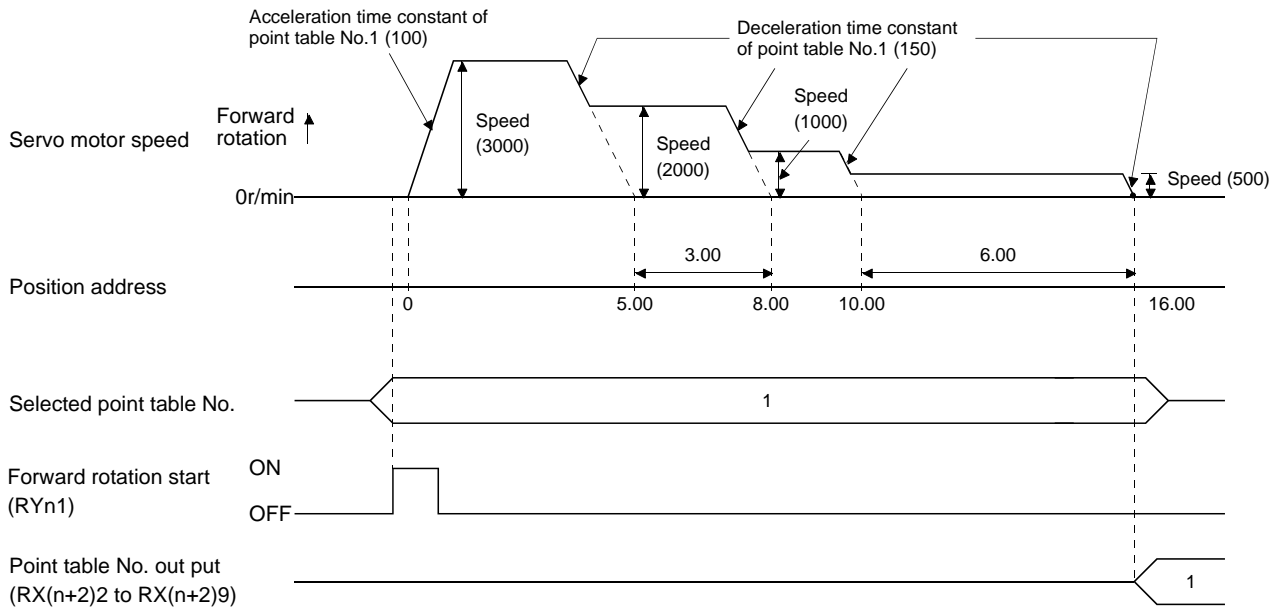 Acceleration time constant of
point table No.1 (100)
Deceleration time constant
of point table No.1 (150)
Servo motor speed
Forward
rotation
Speed
(3000)
Speed
(2000)
Speed
(1000)
Speed (500)
0r/min
3.00
6.00
Position address
0
5.00
8.00
10.00
16.00
Selected point table No.
1
Forward rotation start
(RYn1)
ON
OFF
Point table No. out put
(RX(n+2)2 to RX(n+2)9)
1